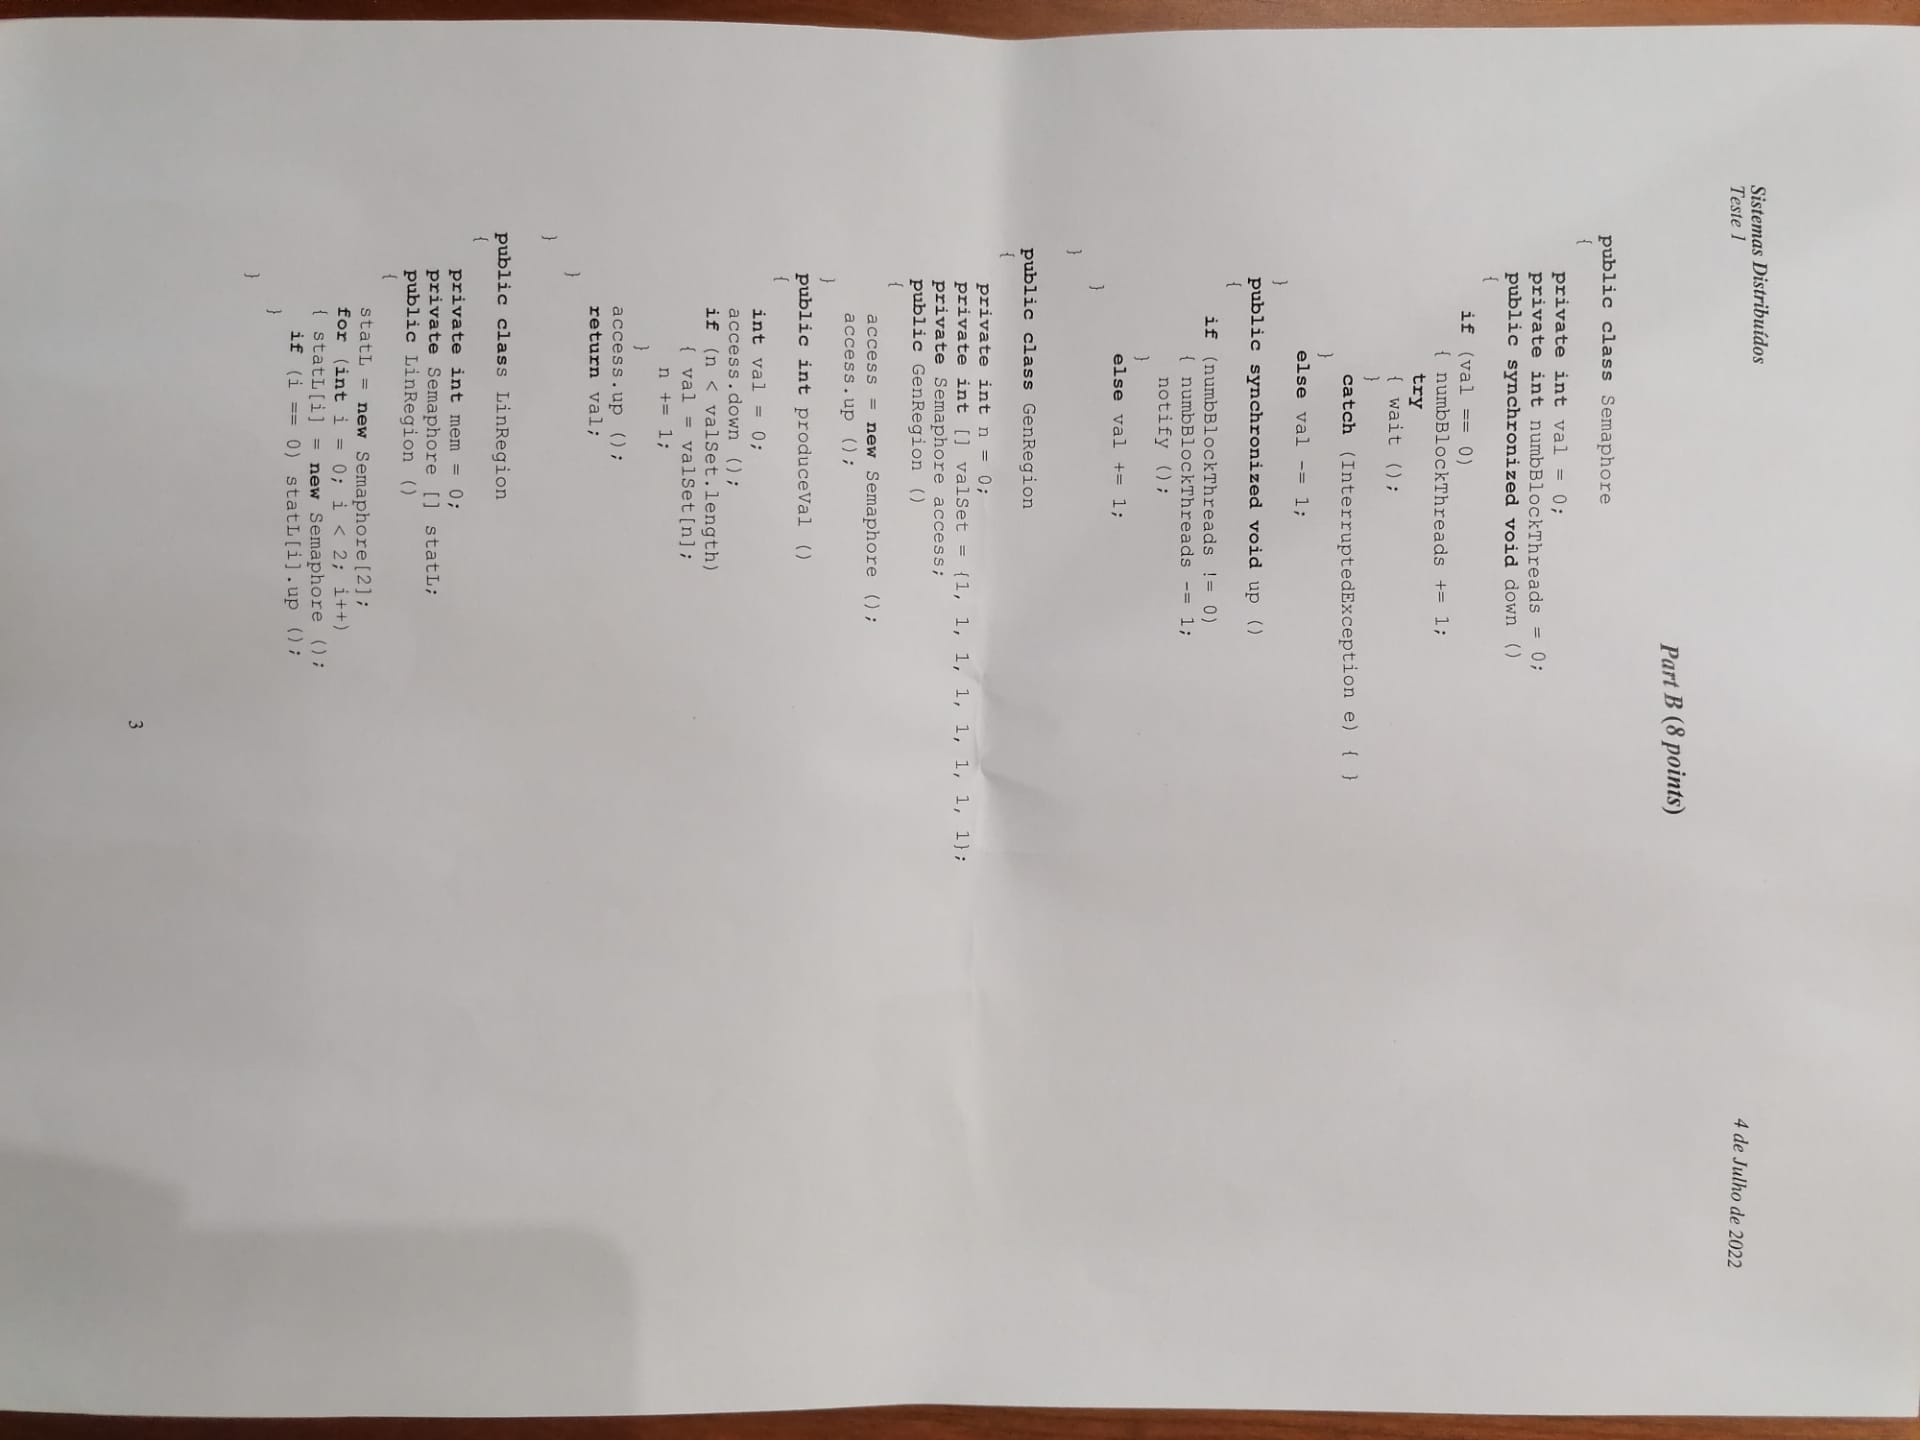 Sistemas Distribuídos
Teste 1
4 de Julho de 2022
Part B (8 points)
public class Semaphore
{
private int val = 0;
private int numbBlockThreads = 0;
public synchronized void down ()
{
if (val == 0)
{ numbBlockThreads += 1;
try
{ wait ();
}
catch (InterruptedException e) { }
}
else val -= 1;
}
public synchronized void up ()
{
if (numbBlockThreads != 0)
{ numbBlockThreads -= 1;
notify ();
}
else val += 1;
}
}
public class GenRegion
{
private int n = 0;
private int [] valSet = {1, 1, 1, 1, 1, 1, 1, 1};
private Semaphore access;
public GenRegion ()
{
access = new Semaphore ();
access.up ();
}
public int produceVal ()
{
int val = 0;
access.down ();
if (n < valSet.length)
{ val = valSet[n];
n += 1;
}
access.up ();
return val;
}
}
public class LinRegion
{
private int mem = 0;
private Semaphore [] statL;
public LinRegion ()
{
statL = new Semaphore[2];
for (int i = 0; i < 2; i++)
{ statL[i] = new Semaphore ();
if (i == 0) statL[i].up ();
}
}
3